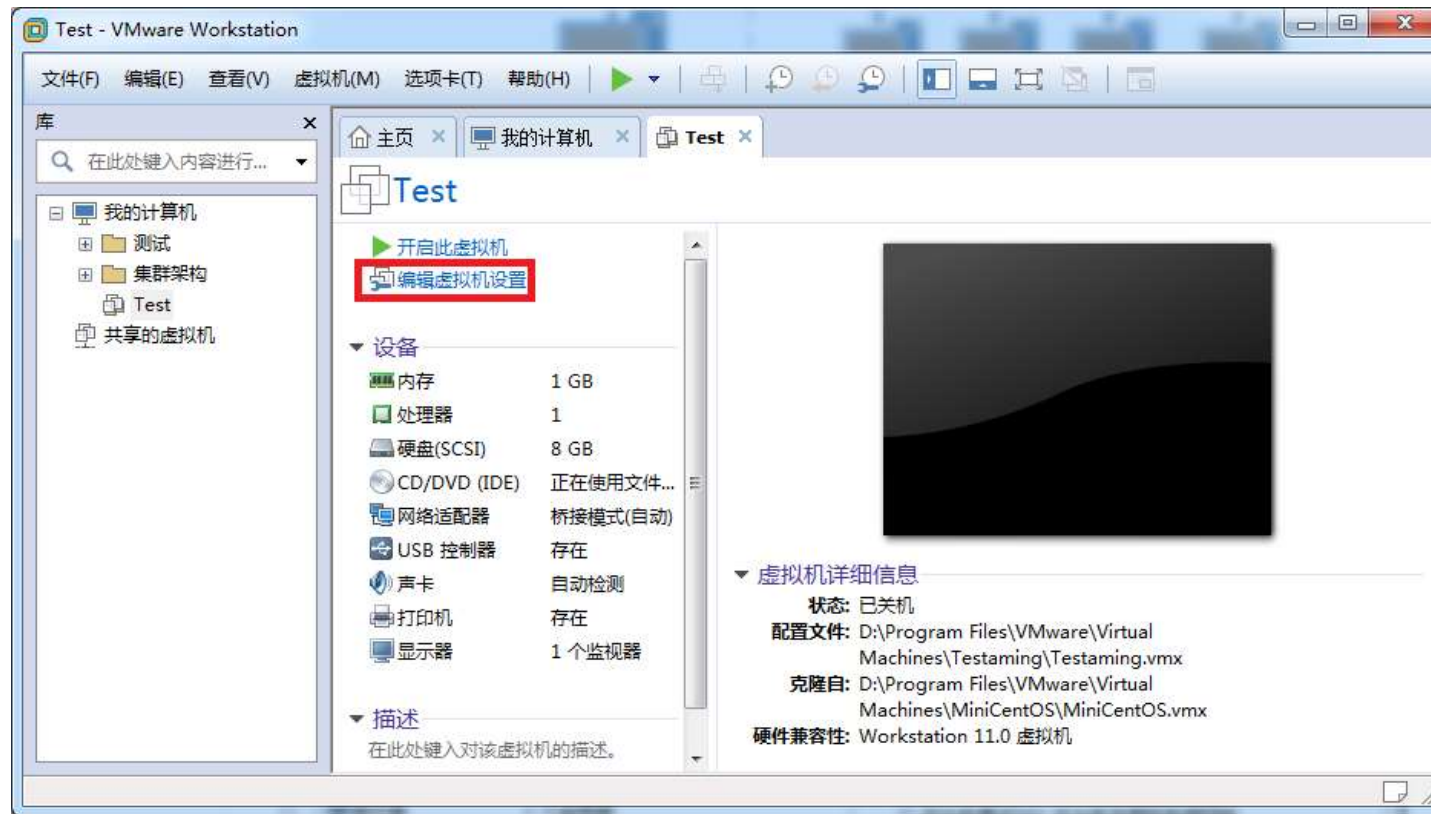 Test - VMware Workstation
文件(F) 编辑(E) 查看(V) 虚拟机(M) 选项卡(T) 帮助(H)
库
在此处键入内容进行...
我的计算机
测试
集群架构
Test
共享的虚拟机
主页 我的计算机 Test
Test
开启此虚拟机
编辑虚拟机设置
设备
内存 1 GB
处理器 1
硬盘(SCSI) 8 GB
CD/DVD (IDE) 正在使用文件...
网络适配器 桥接模式(自动)
USB 控制器 存在
声卡 自动检测
打印机 存在
显示器 1 个监视器
描述
在此处键入对该虚拟机的描述。
虚拟机详细信息
状态: 已关机
配置文件: D:\Program Files\VMware\Virtual
Machines\Testaming\Testaming.vmx
克隆自: D:\Program Files\VMware\Virtual
Machines\MiniCentOS\MiniCentOS.vmx
硬件兼容性: Workstation 11.0 虚拟机